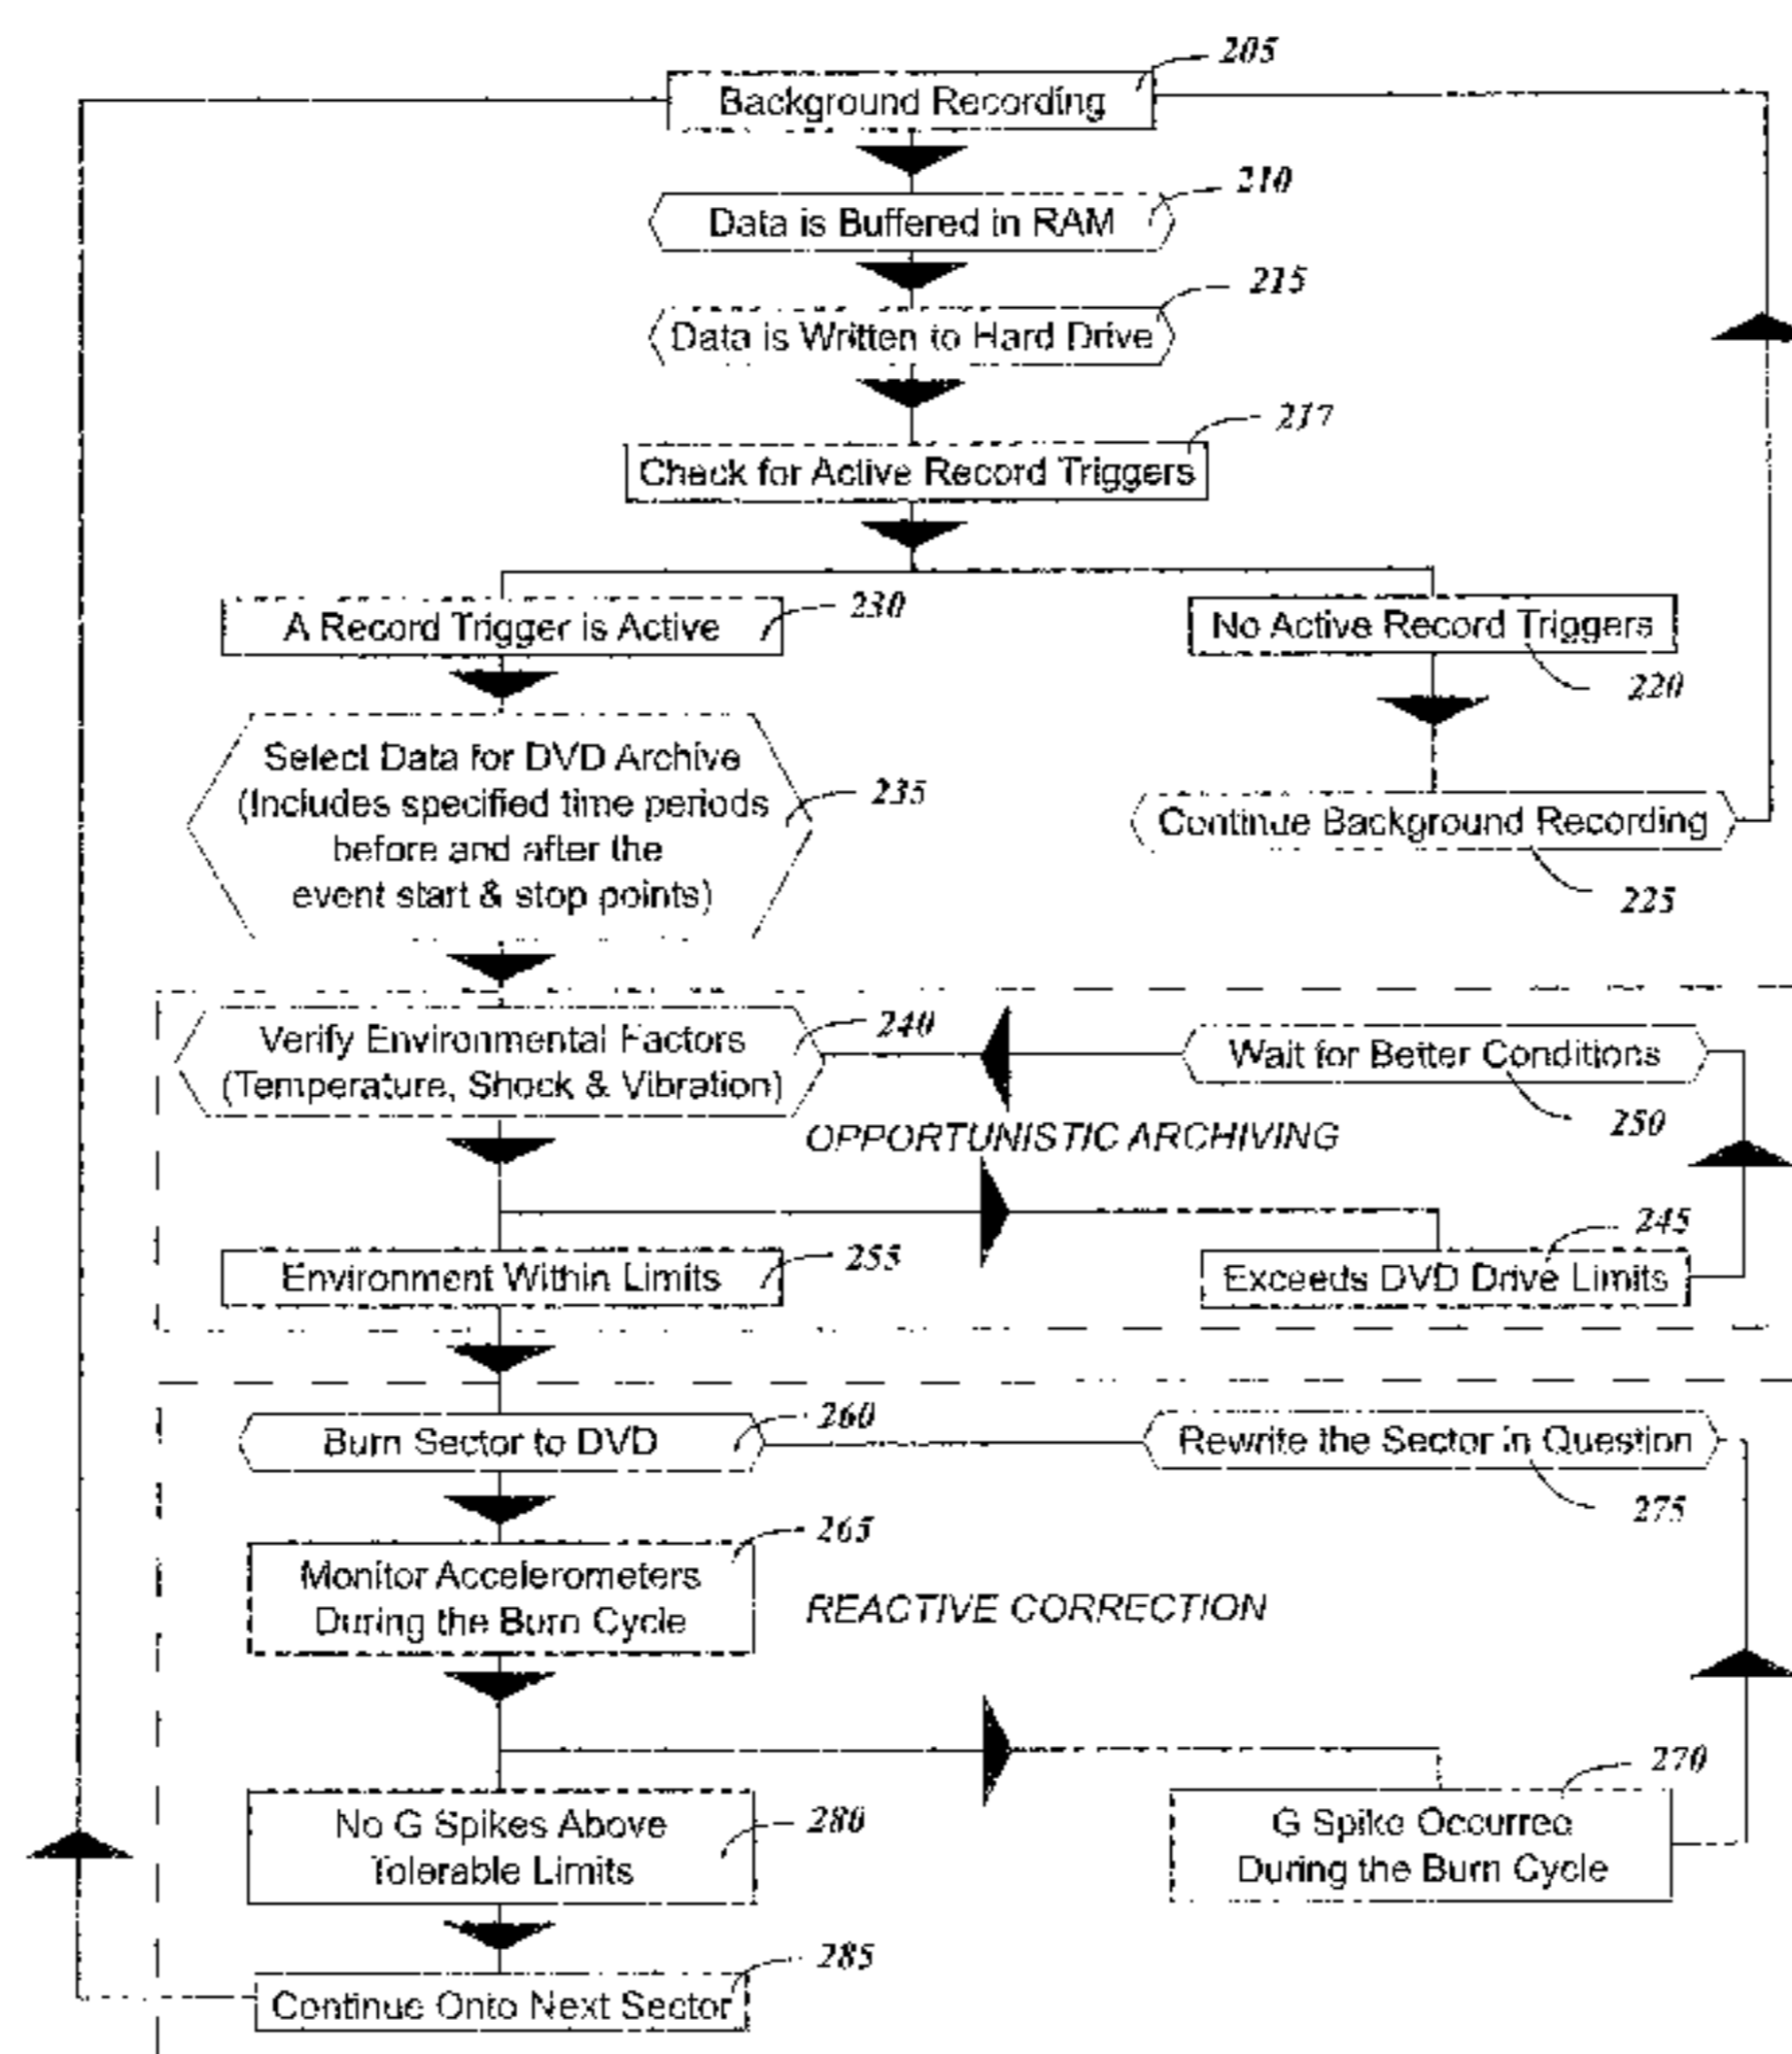 205
Background Recording
210
Data is Buffered in RAM
215
Data is Written to Hard Drive
217
Check for Active Record Triggers
230
A Record Trigger is Active
No Active Record Triggers
220
Select Data for DVD Archive
(Includes specified time periods
before and after the
event start & stop points)
235
Continue Background Recording
225
Verify Environmental Factors
(Temperature, Shock & Vibration)
240
Wait for Better Conditions
250
OPPORTUNISTIC ARCHIVING
245
255
Environment Within Limits
Exceeds DVD Drive Limits
260
Burn Sector to DVD
Rewrite the Sector in Question
275
265
Monitor Accelerometers
During the Burn Cycle
REACTIVE CORRECTION
270
No G Spikes Above
Tolerable Limits
280
G Spike Occurred
During the Burn Cycle
285
Continue Onto Next Sector